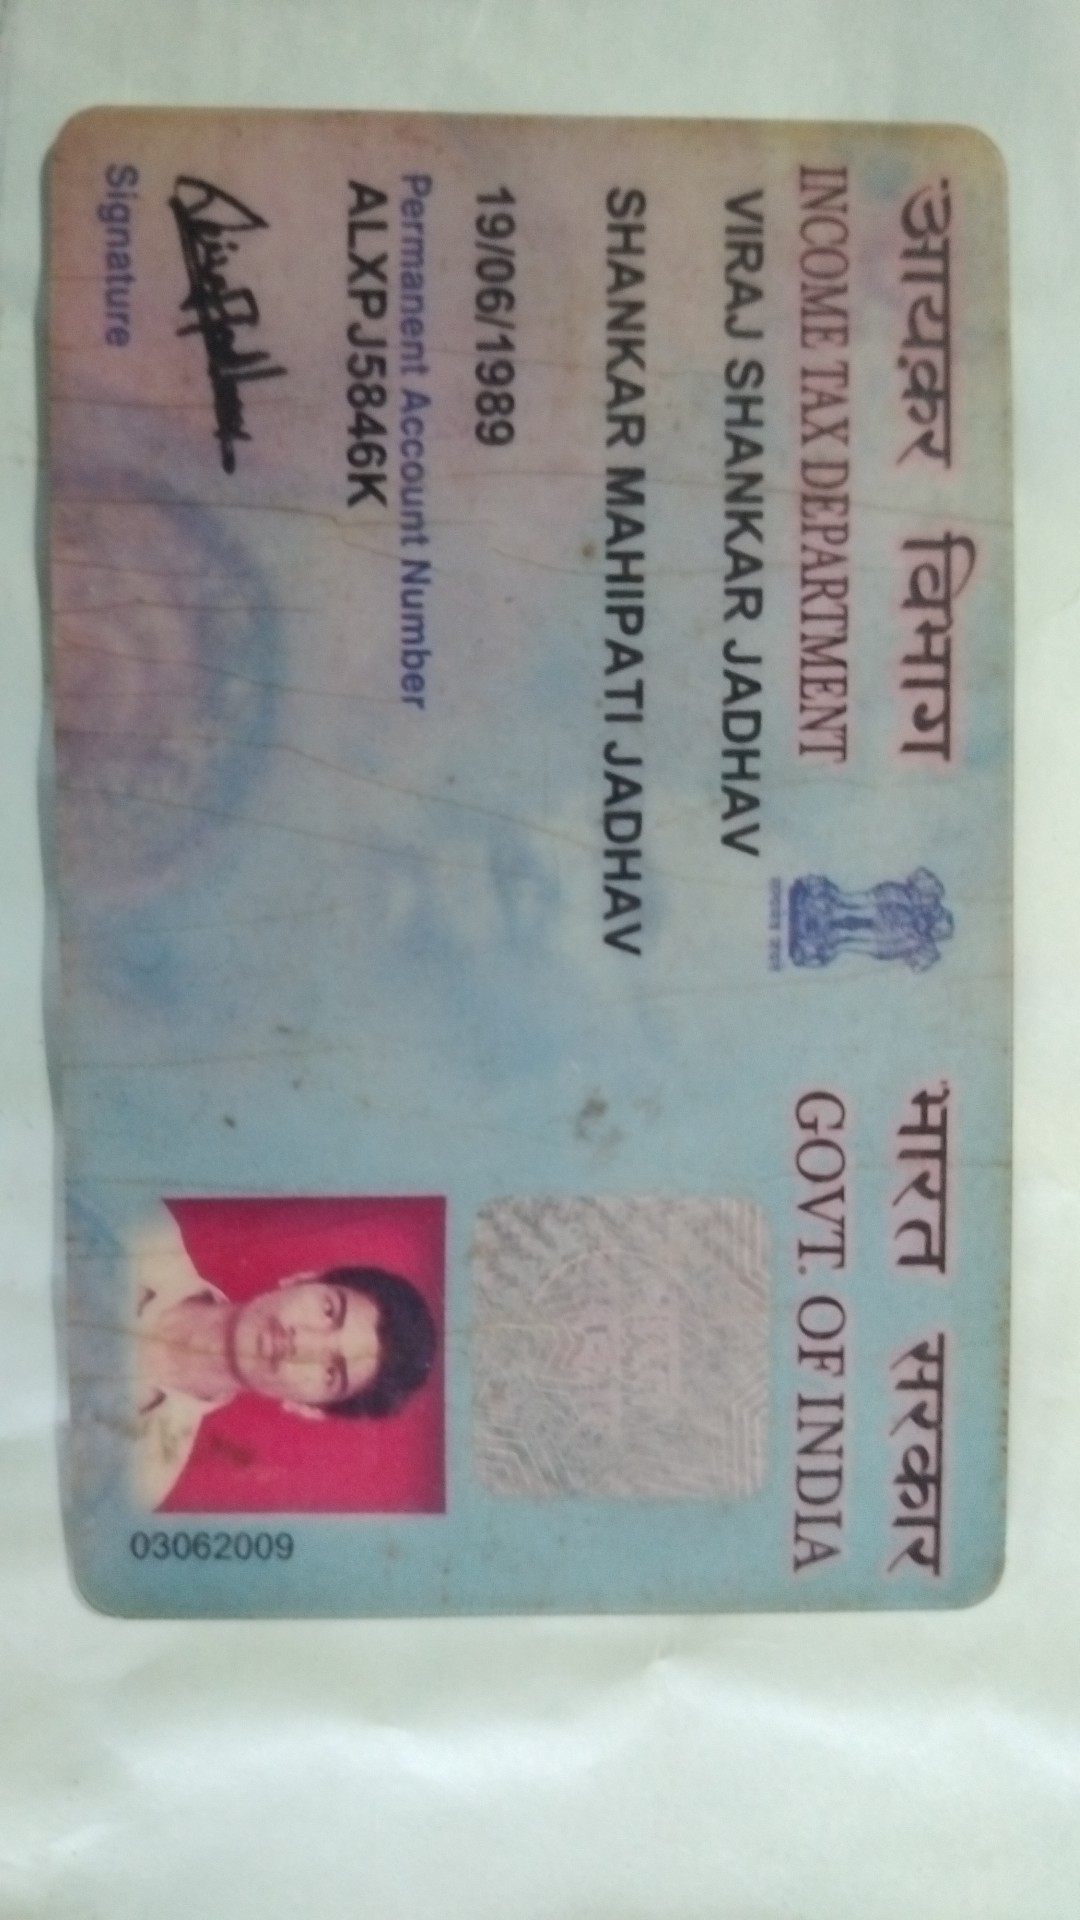 आयकर विभाग
INCOME TAX DEPARTMENT
भारत सरकार
GOVT. OF INDIA
VIRAJ SHANKAR JADHAV
SHANKAR MAHIPATI JADHAV
19/06/1989
Permanent Account Number
ALXPJ5846K
Signature
03062009